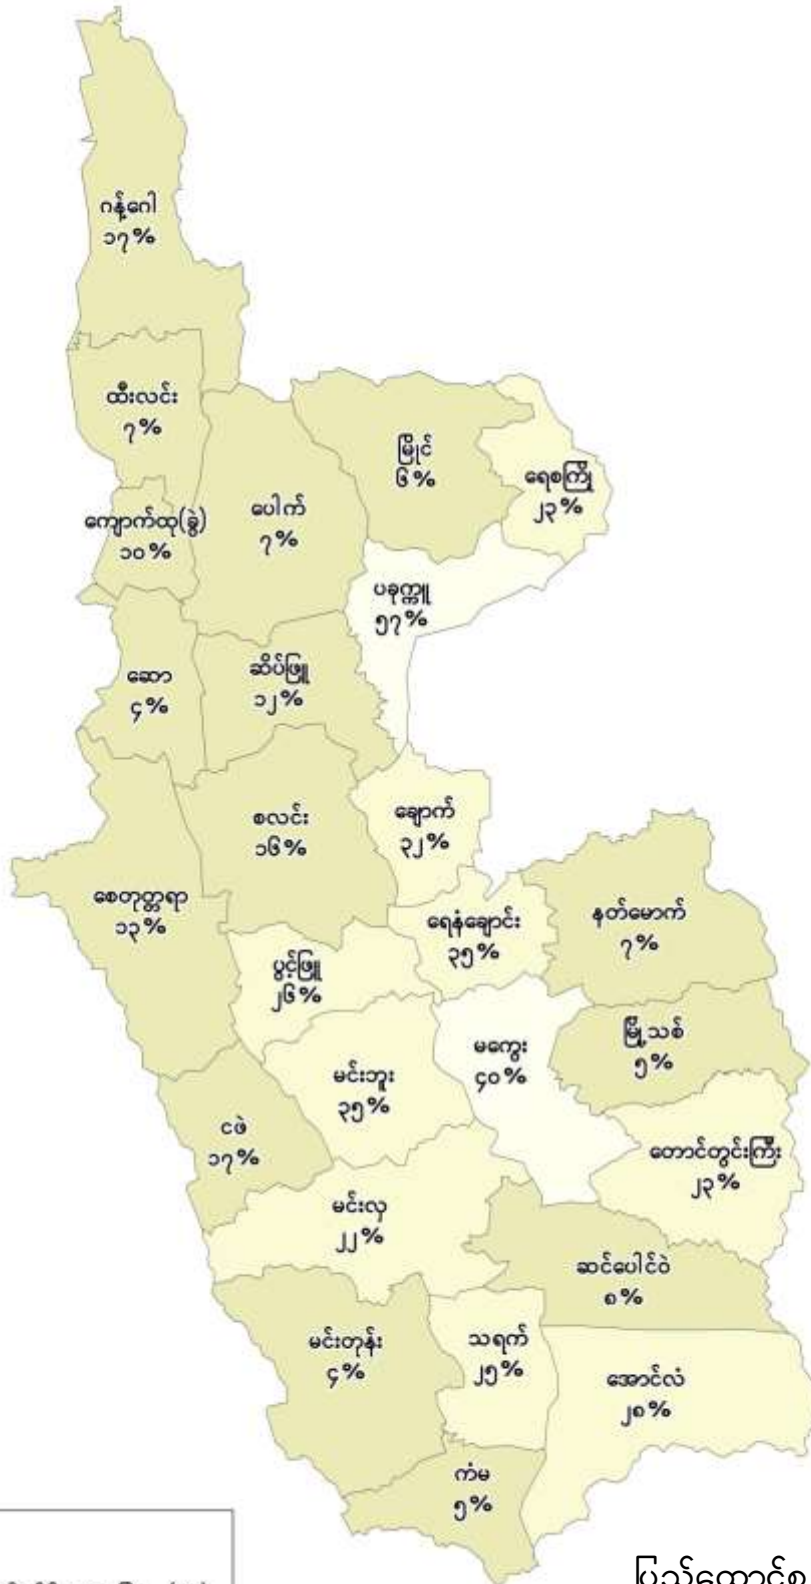 ဂန့်ဂေါ
၁၇%
ထီးလင်း
၇%
မြိုင်
၆%
ရေစကြို
၂၃%
ပေါက်
၇%
ကျောက်ထု(ခွဲ)
၁၀%
ပခုက္ကူ
၅၇%
ဆော
၄%
ဆိပ်ဖြူ
၁၂%
စလင်း
၁၆%
ချောက်
၃၂%
စေတုတ္တရာ
၁၃%
ရေနံချောင်း
၃၅%
နတ်မောက်
၇%
ပွင့်ဖြူ
၂၆%
မြို့သစ်
၅%
မကွေး
၄၀%
မင်းဘူး
၃၅%
ငဖဲ
၁၇%
တောင်တွင်းကြီး
၂၃%
မင်းလှ
၂၂%
ဆင်ပေါင်ဝဲ
၈%
မင်းတုန်း
၄%
သရက်
၂၅%
အောင်လံ
၂၈%
ကံမ
၅%